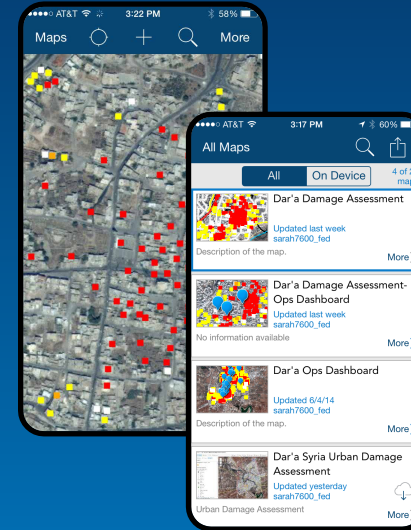 AT&T 3:22 PM 58%
Maps More
AT&T 3:17 PM 60%
All Maps
All On Device 4 of
Dar'a Damage Assessment
Updated last week
sarah7600_fed
Description of the map.
More
Dar'a Damage Assessment-
Ops Dashboard
Updated last week
sarah7600_fed
No information available
More
Dar'a Ops Dashboard
Updated 6/4/14
sarah7600_fed
Description of the map.
More
Dar'a Syria Urban Damage
Assessment
Updated yesterday
sarah7600_fed
Urban Damage Assessment
More